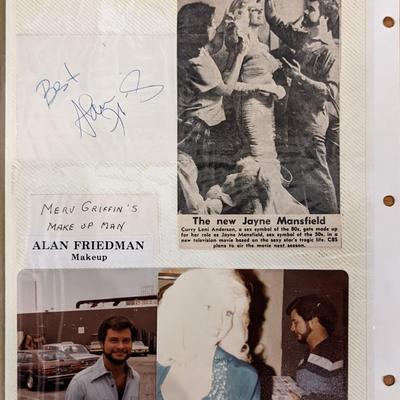 Best
The new Jayne Mansfield
Curvy Loni Anderson, a sex symbol of the 80s, gets made up
for her role as Jayne Mansfield, sex symbol of the 50s, in a
new television movie based on the sexy star's tragic life. CBS
plans to air the movie next season.
MERV GRIFFIN'S
MAKE UP MAN
ALAN FRIEDMAN
Makeup